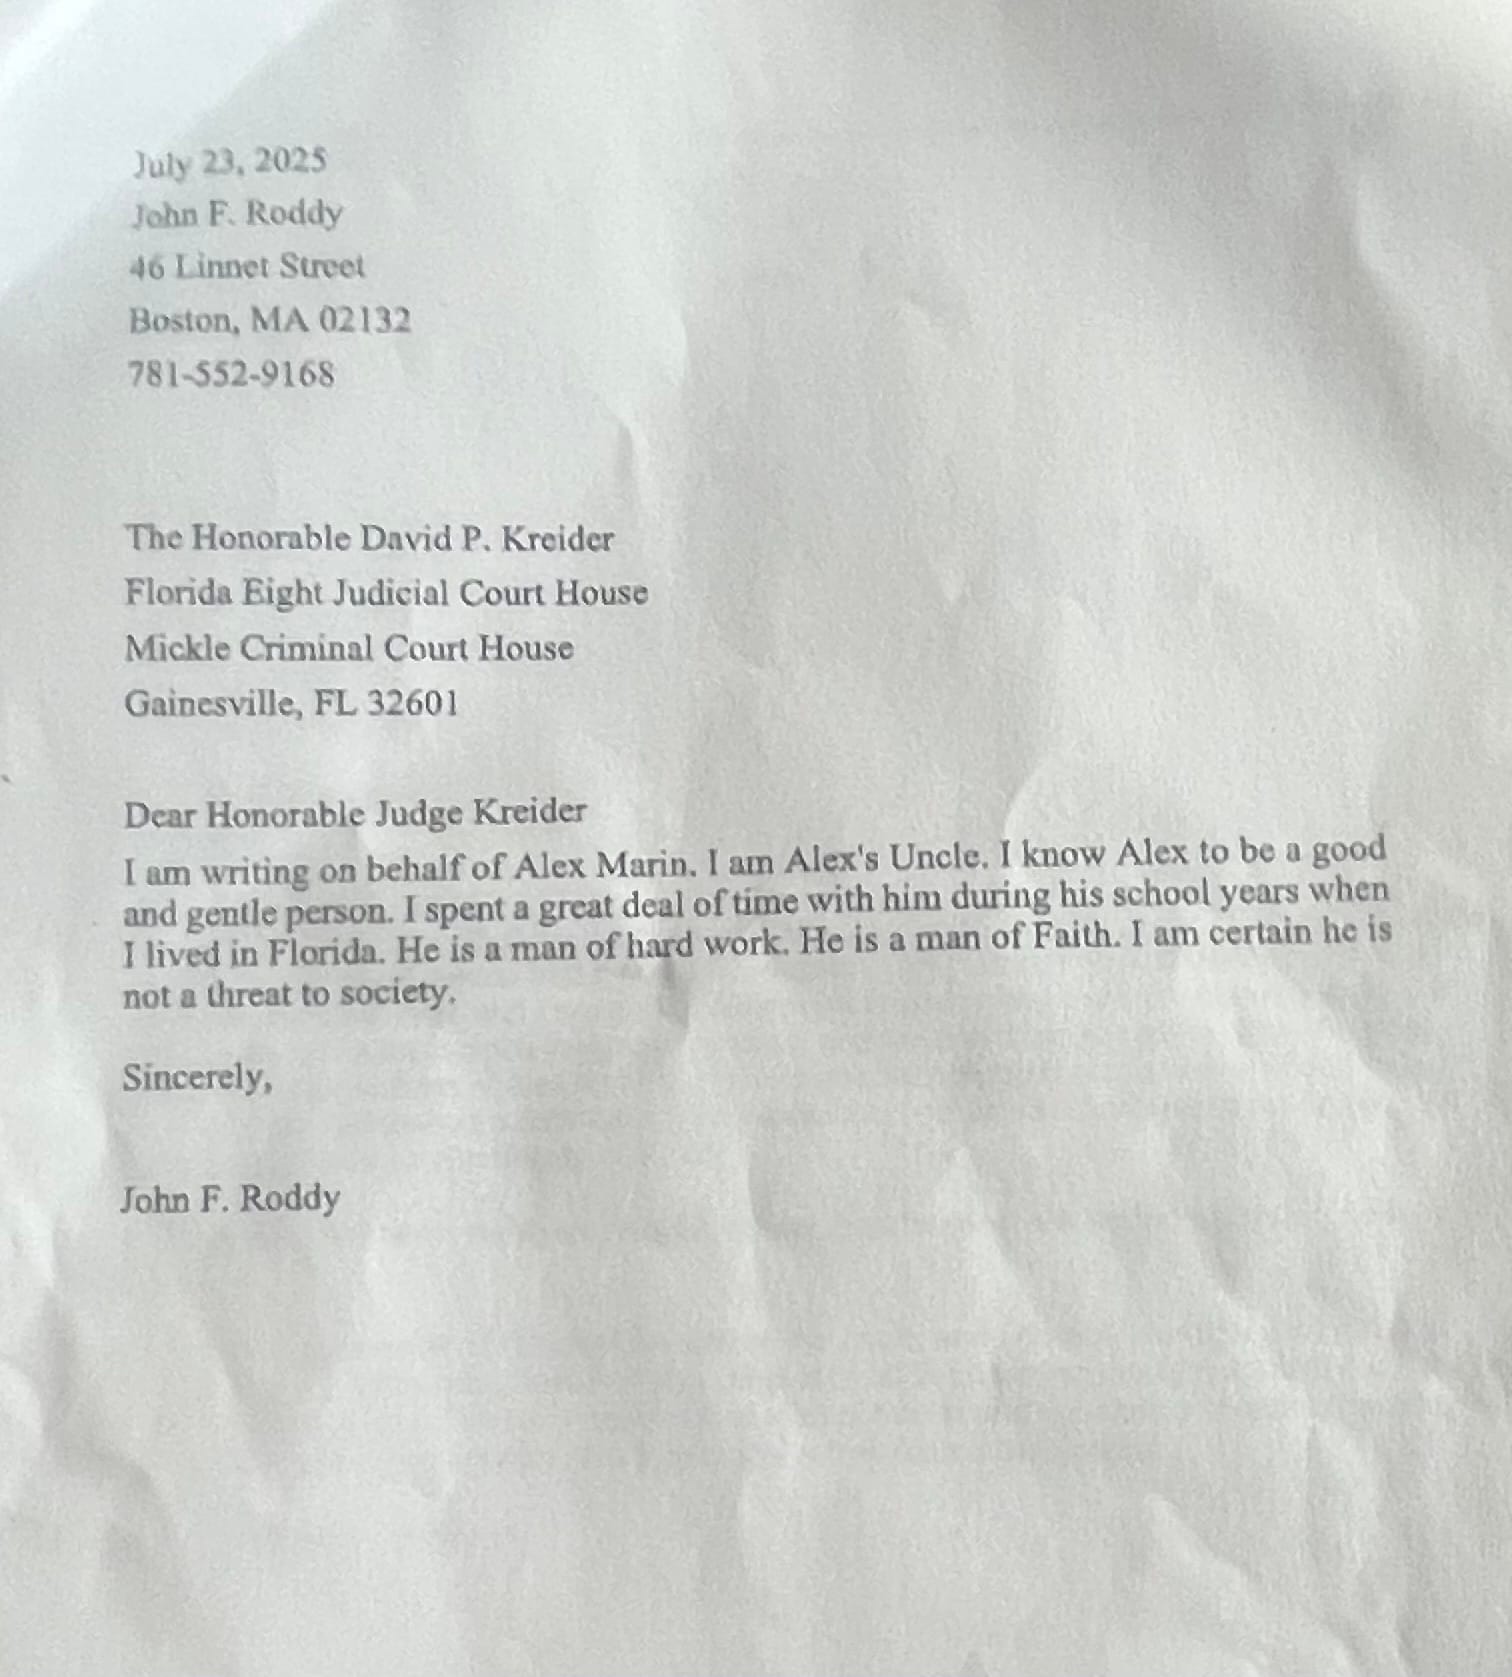 July 23, 2025
John F. Roddy
46 Linnet Street
Boston, MA 02132
781-552-9168
The Honorable David P. Kreider
Florida Eight Judicial Court House
Mickle Criminal Court House
Gainesville, FL 32601
Dear Honorable Judge Kreider
I am writing on behalf of Alex Marin. I am Alex's Uncle. I know Alex to be a good
and gentle person. I spent a great deal of time with him during his school years when
I lived in Florida. He is a man of hard work. He is a man of Faith. I am certain he is
not a threat to society.
Sincerely,
John F. Roddy